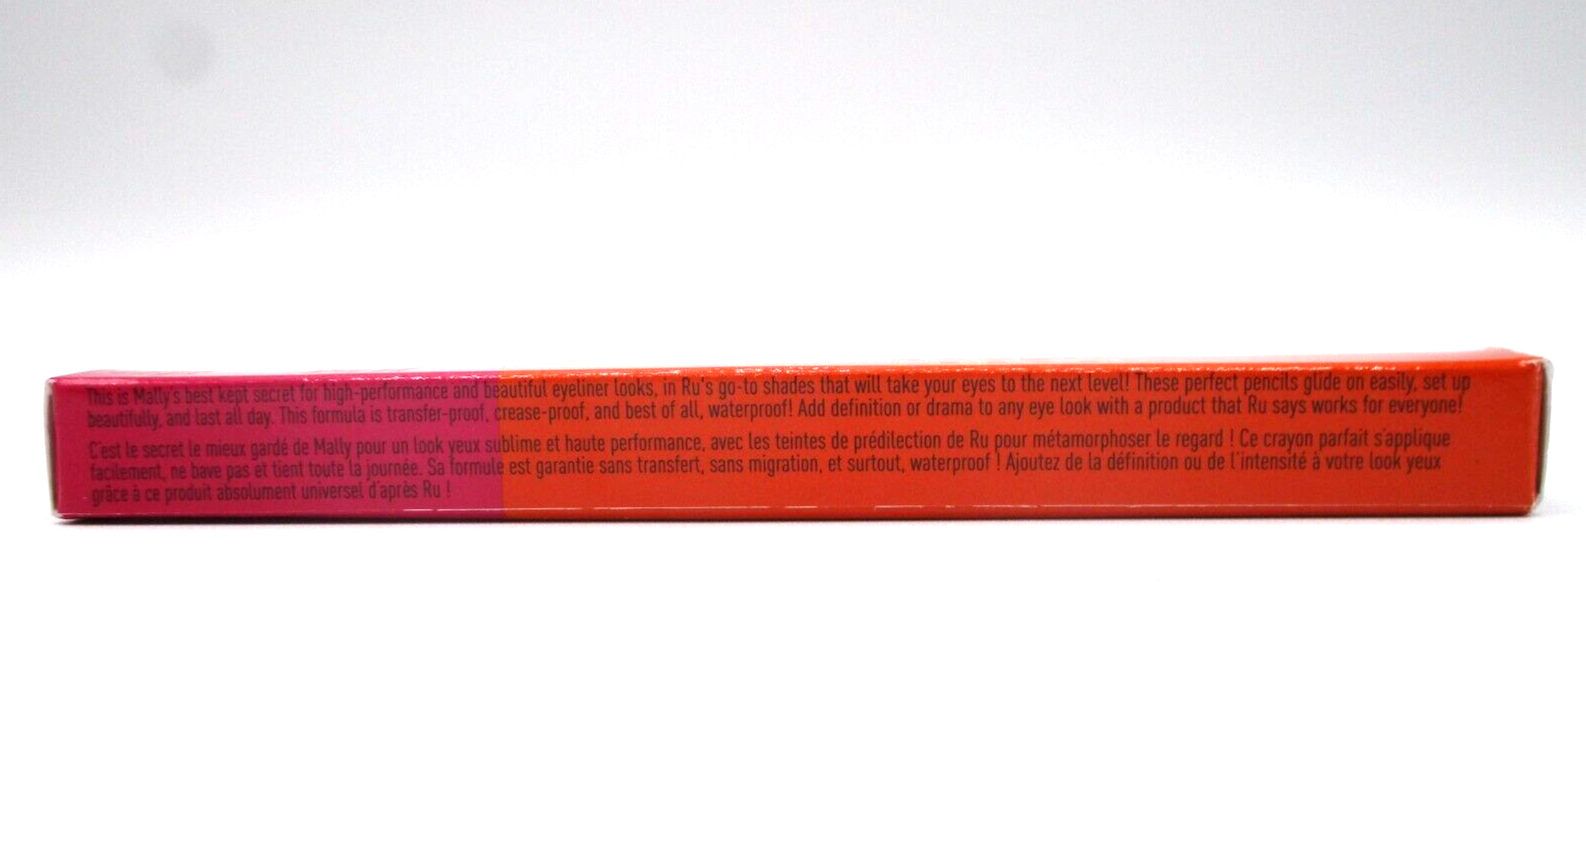 This is Mally's best kept secret for high-performance and beautiful eyeliner looks, in Ru's go-to shades that will take your eyes to the next level! These perfect pencils glide on easily, set up
beautifully, and last all day. This formula is transfer-proof, crease-proof, and best of all, waterproof! Add definition or drama to any eye look with a product that Ru says works for everyone!
C'est le secret le mieux gardé de Mally pour un look yeux sublime et haute performance, avec les teintes de prédilection de Ru pour métamorphoser le regard ! Ce crayon parfait s'applique
facilement, ne bave pas et tient toute la journée. Sa formule est garantie sans transfert, sans migration, et surtout, waterproof ! Ajoutez de la définition ou de l'intensité à votre look yeux
grâce à ce produit absolument universel d'après Ru !